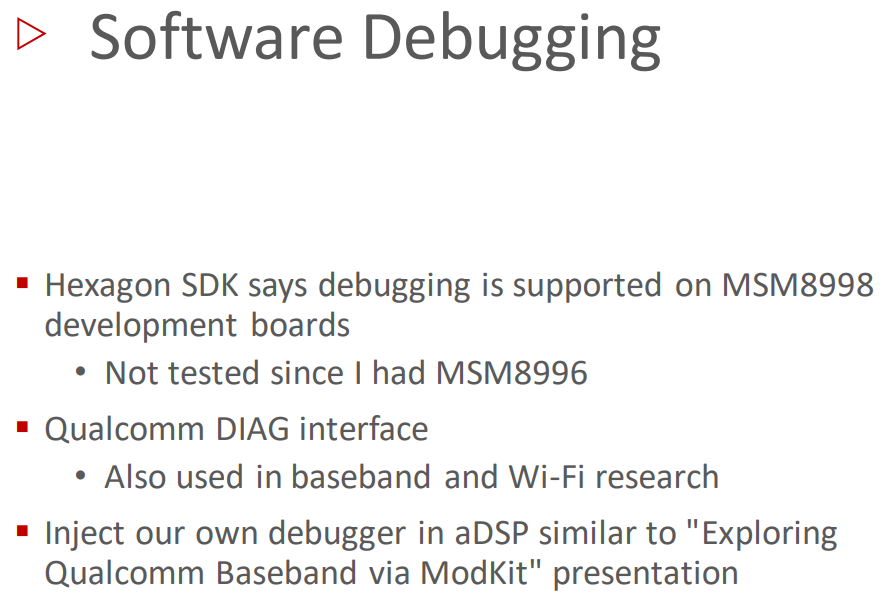 Software Debugging
Hexagon SDK says debugging is supported on MSM8998
development boards
Not tested since I had MSM8996
Qualcomm DIAG interface
Also used in baseband and Wi-Fi research
Inject our own debugger in aDSP similar to "Exploring
Qualcomm Baseband via ModKit" presentation